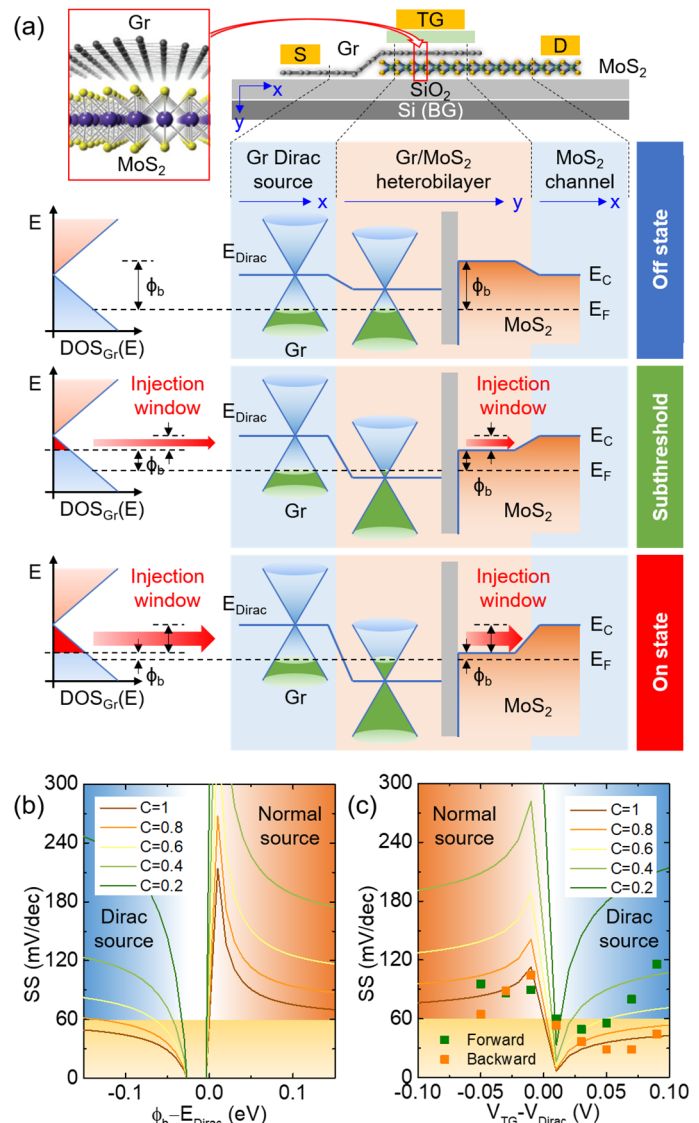 (a)
Gr
MoS₂
TG
S
Gr
D
MoS₂
SiO₂
Si (BG)
x
y
Gr Dirac source
x
Gr/MoS₂ heterobilayer
y
MoS₂ channel
x
E
ϕb
DOSGr(E)
EDirac
Gr
ϕb
MoS₂
EC
EF
Off state
E
Injection window
ϕb
DOSGr(E)
EDirac
Gr
Injection window
ϕb
MoS₂
EC
EF
Subthreshold
E
Injection window
ϕb
DOSGr(E)
EDirac
Gr
Injection window
ϕb
MoS₂
EC
EF
On state
(b)
SS (mV/dec)
300
240
180
120
60
0
C=1
C=0.8
C=0.6
C=0.4
C=0.2
Normal source
Dirac source
-0.1
0.0
0.1
ϕb−EDirac (eV)
(c)
SS (mV/dec)
300
240
180
120
60
0
Normal source
C=1
C=0.8
C=0.6
C=0.4
C=0.2
Dirac source
Forward
Backward
-0.10
-0.05
0.00
0.05
0.10
VTG-VDirac (V)